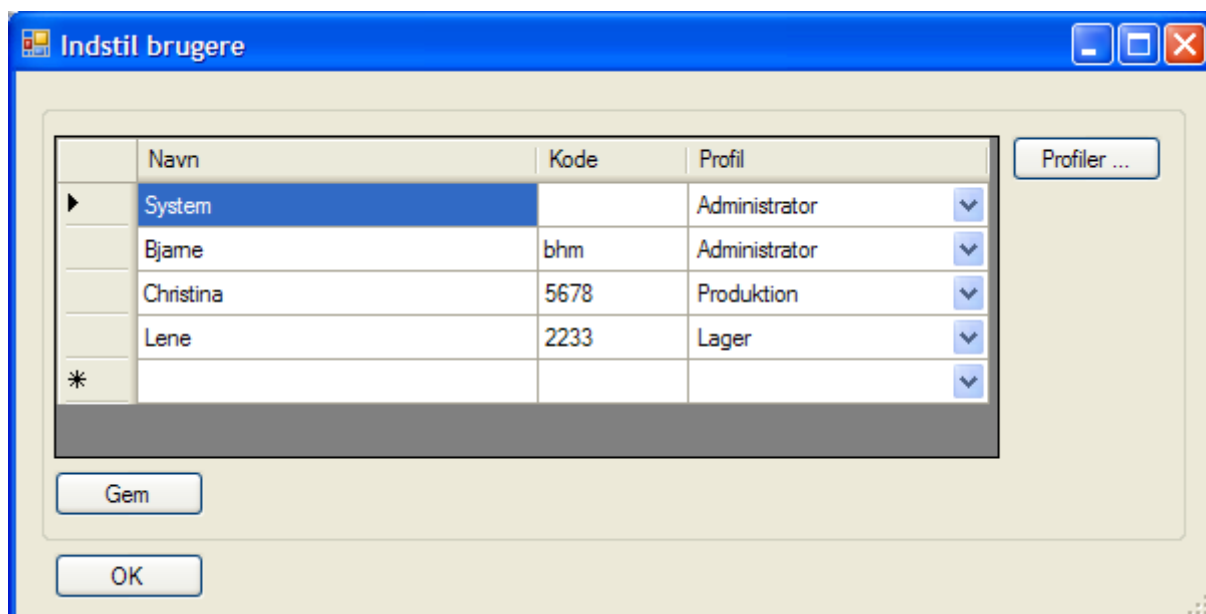 Indstil brugere
Navn Kode Profil
Profiler ...
System Administrator
Bjarne bhm Administrator
Christina 5678 Produktion
Lene 2233 Lager
Gem
OK